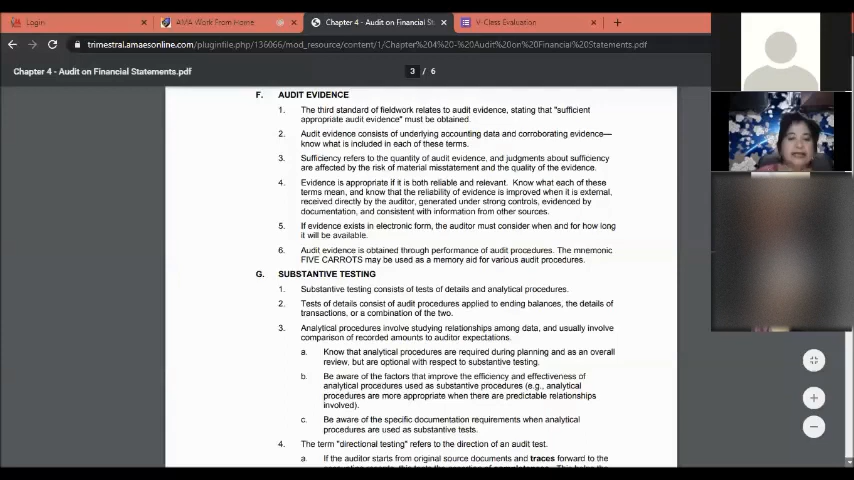 Login
AMA Work From Home
Chapter 4 - Audit on Financial St
V-Class Evaluation
trimestral.amaesonline.com/pluginfile.php/136066/mod_resource/content/1/Chapter%204%20-%20Audit%20on%20Financial%20Statements.pdf
Chapter 4 - Audit on Financial Statements.pdf
3 / 6
F. AUDIT EVIDENCE
1. The third standard of fieldwork relates to audit evidence, stating that "sufficient
appropriate audit evidence" must be obtained.
2. Audit evidence consists of underlying accounting data and corroborating evidence—
know what is included in each of these terms.
3. Sufficiency refers to the quantity of audit evidence, and judgments about sufficiency
are affected by the risk of material misstatement and the quality of the evidence.
4. Evidence is appropriate if it is both reliable and relevant. Know what each of these
terms mean, and know that the reliability of evidence is improved when it is external,
received directly by the auditor, generated under strong controls, evidenced by
documentation, and consistent with information from other sources.
5. If evidence exists in electronic form, the auditor must consider when and for how long
it will be available.
6. Audit evidence is obtained through performance of audit procedures. The mnemonic
FIVE CARROTS may be used as a memory aid for various audit procedures.
G. SUBSTANTIVE TESTING
1. Substantive testing consists of tests of details and analytical procedures.
2. Tests of details consist of audit procedures applied to ending balances, the details of
transactions, or a combination of the two.
3. Analytical procedures involve studying relationships among data, and usually involve
comparison of recorded amounts to auditor expectations.
a. Know that analytical procedures are required during planning and as an overall
review, but are optional with respect to substantive testing.
b. Be aware of the factors that improve the efficiency and effectiveness of
analytical procedures used as substantive procedures (e.g., analytical
procedures are more appropriate when there are predictable relationships
involved).
c. Be aware of the specific documentation requirements when analytical
procedures are used as substantive tests.
4. The term "directional testing" refers to the direction of an audit test.
a. If the auditor starts from original source documents and traces forward to the